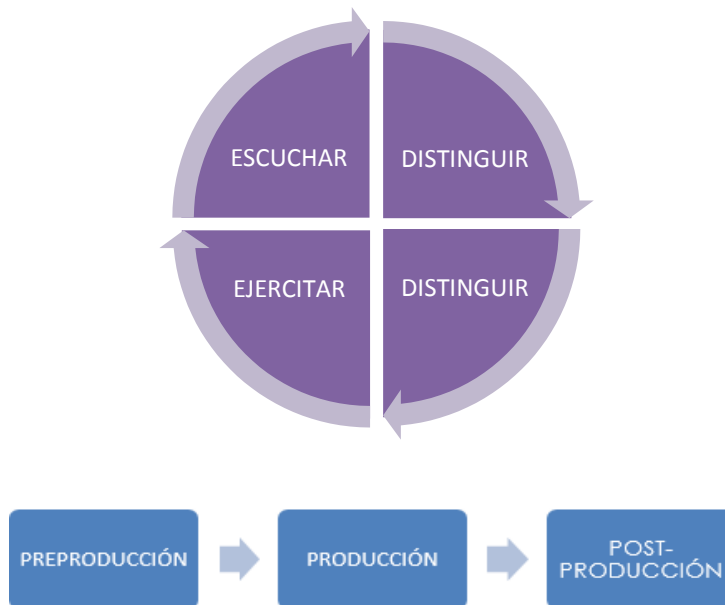 ESCUCHAR
DISTINGUIR
EJERCITAR
DISTINGUIR
PREPRODUCCIÓN
PRODUCCIÓN
POST-
PRODUCCIÓN